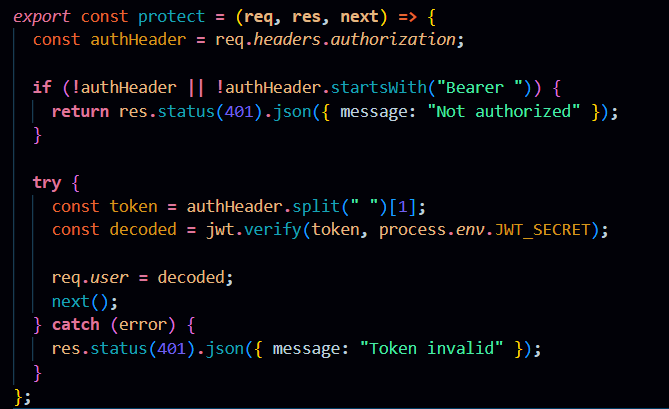 export const protect = (req, res, next) => {
  const authHeader = req.headers.authorization;

  if (!authHeader || !authHeader.startsWith("Bearer ")) {
    return res.status(401).json({ message: "Not authorized" });
  }

  try {
    const token = authHeader.split(" ")[1];
    const decoded = jwt.verify(token, process.env.JWT_SECRET);

    req.user = decoded;
    next();
  } catch (error) {
    res.status(401).json({ message: "Token invalid" });
  }
};